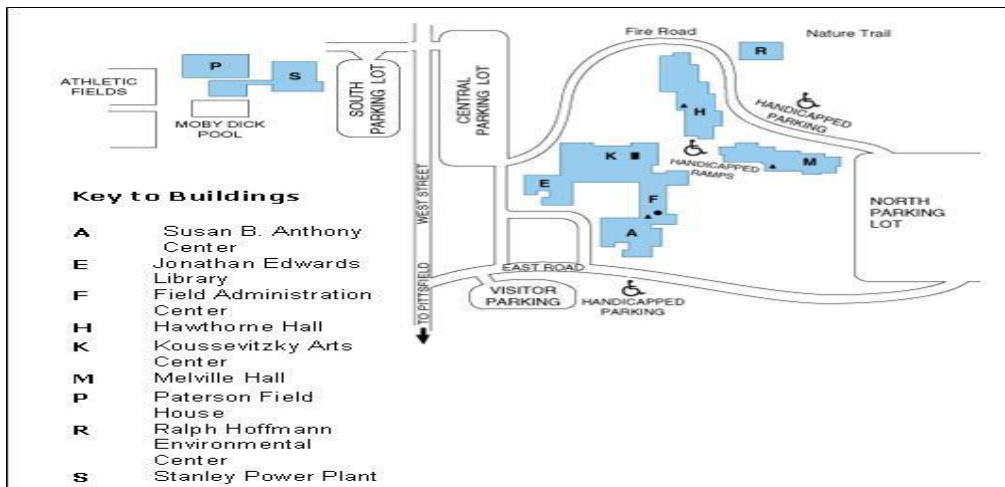 Fire Road
Nature Trail
R
P
S
ATHLETIC
FIELDS
MOBY DICK
POOL
SOUTH
PARKING LOT
CENTRAL
PARKING LOT
HANDICAPPED
PARKING
H
K
HANDICAPPED
RAMPS
M
E
F
A
NORTH
PARKING
LOT
WEST STREET
EAST ROAD
VISITOR
PARKING
HANDICAPPED
PARKING
TO PITTSFIELD
Key to Buildings
A Susan B. Anthony
Center
E Jonathan Edwards
Library
F Field Administration
Center
H Hawthorne Hall
K Koussevitzky Arts
Center
M Melville Hall
P Paterson Field
House
R Ralph Hoffmann
Environmental
Center
S Stanley Power Plant